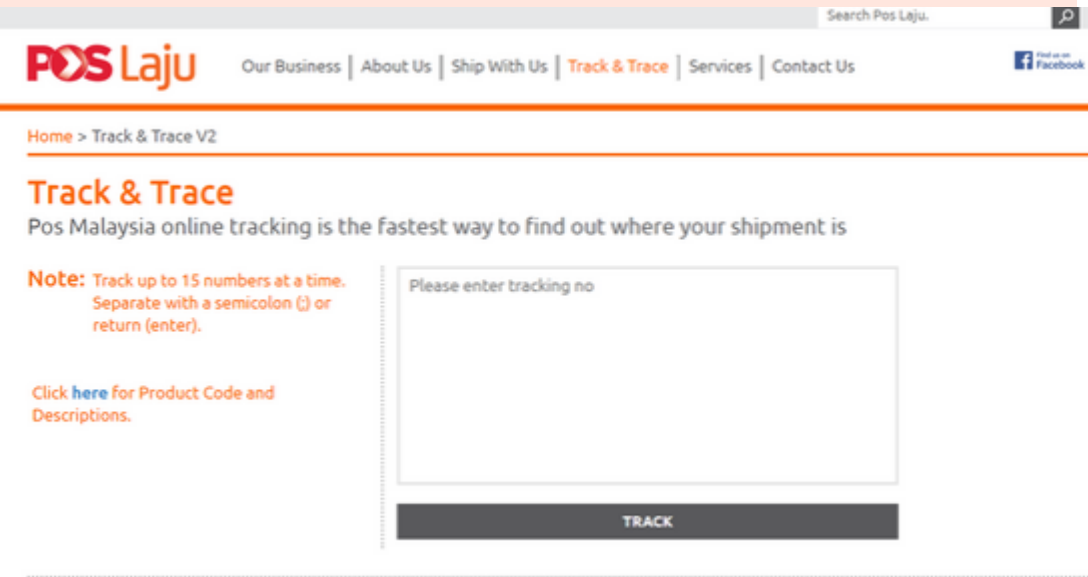 Search Pos Laju.
POS Laju
Our Business | About Us | Ship With Us | Track & Trace | Services | Contact Us
Find us on
Facebook
Home > Track & Trace V2
Track & Trace
Pos Malaysia online tracking is the fastest way to find out where your shipment is
Note: Track up to 15 numbers at a time.
Separate with a semicolon (;) or
return (enter).
Please enter tracking no
Click here for Product Code and
Descriptions.
TRACK